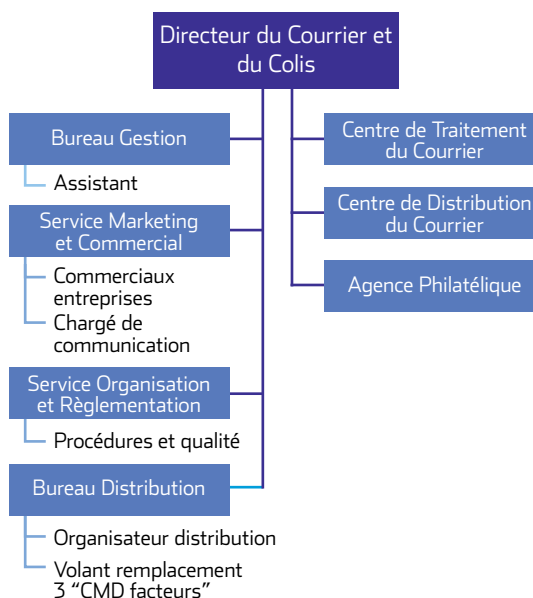 Directeur du Courrier et
du Colis
Bureau Gestion
Assistant
Service Marketing
et Commercial
Commerciaux
entreprises
Chargé de
communication
Service Organisation
et Règlementation
Procédures et qualité
Bureau Distribution
Organisateur distribution
Volant remplacement
3 “CMD facteurs”
Centre de Traitement
du Courrier
Centre de Distribution
du Courrier
Agence Philatélique